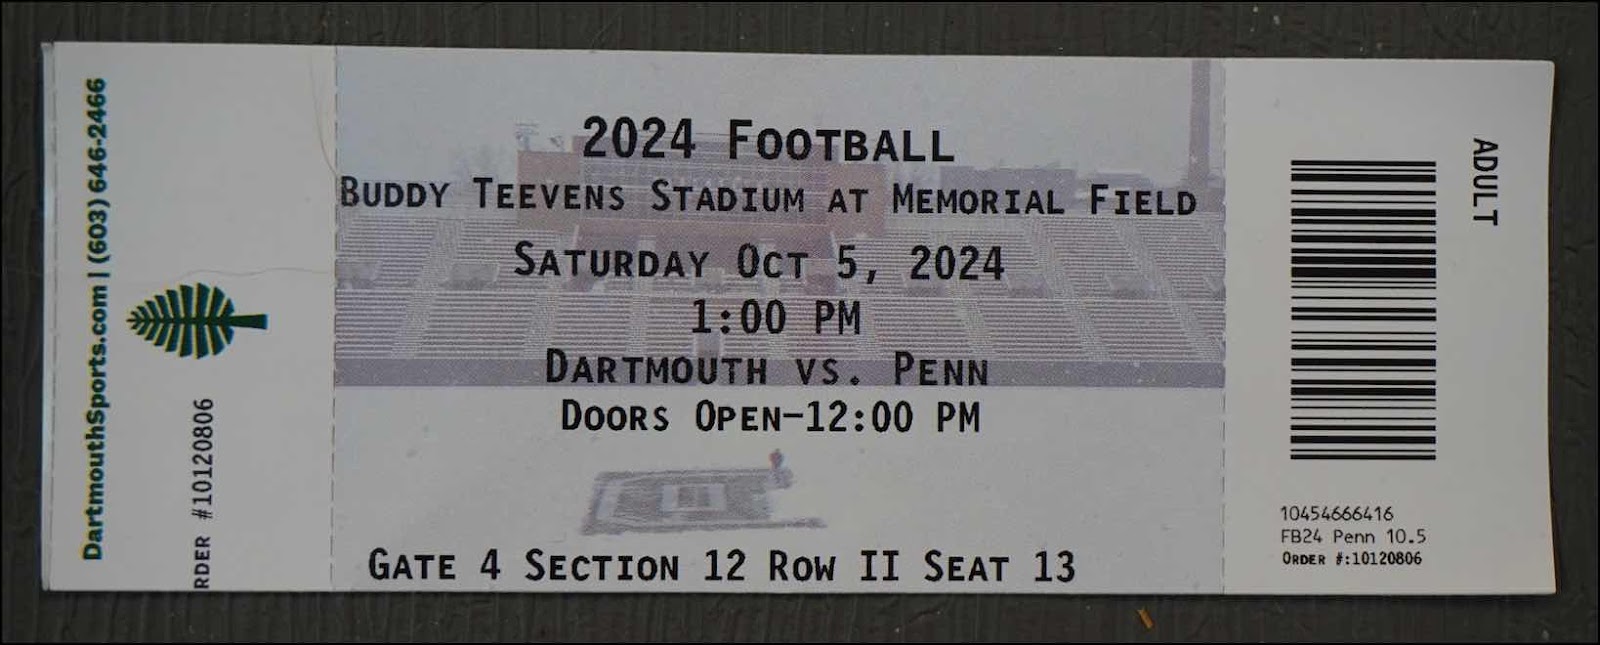 DartmouthSports.com | (603) 646-2466
RDER #10120806
2024 FOOTBALL
BUDDY TEEVENS STADIUM AT MEMORIAL FIELD
SATURDAY OCT 5, 2024
1:00 PM
DARTMOUTH VS. PENN
DOORS OPEN-12:00 PM
GATE 4 SECTION 12 ROW II SEAT 13
ADULT
10454666416
FB24 Penn 10.5
ORDER #:10120806